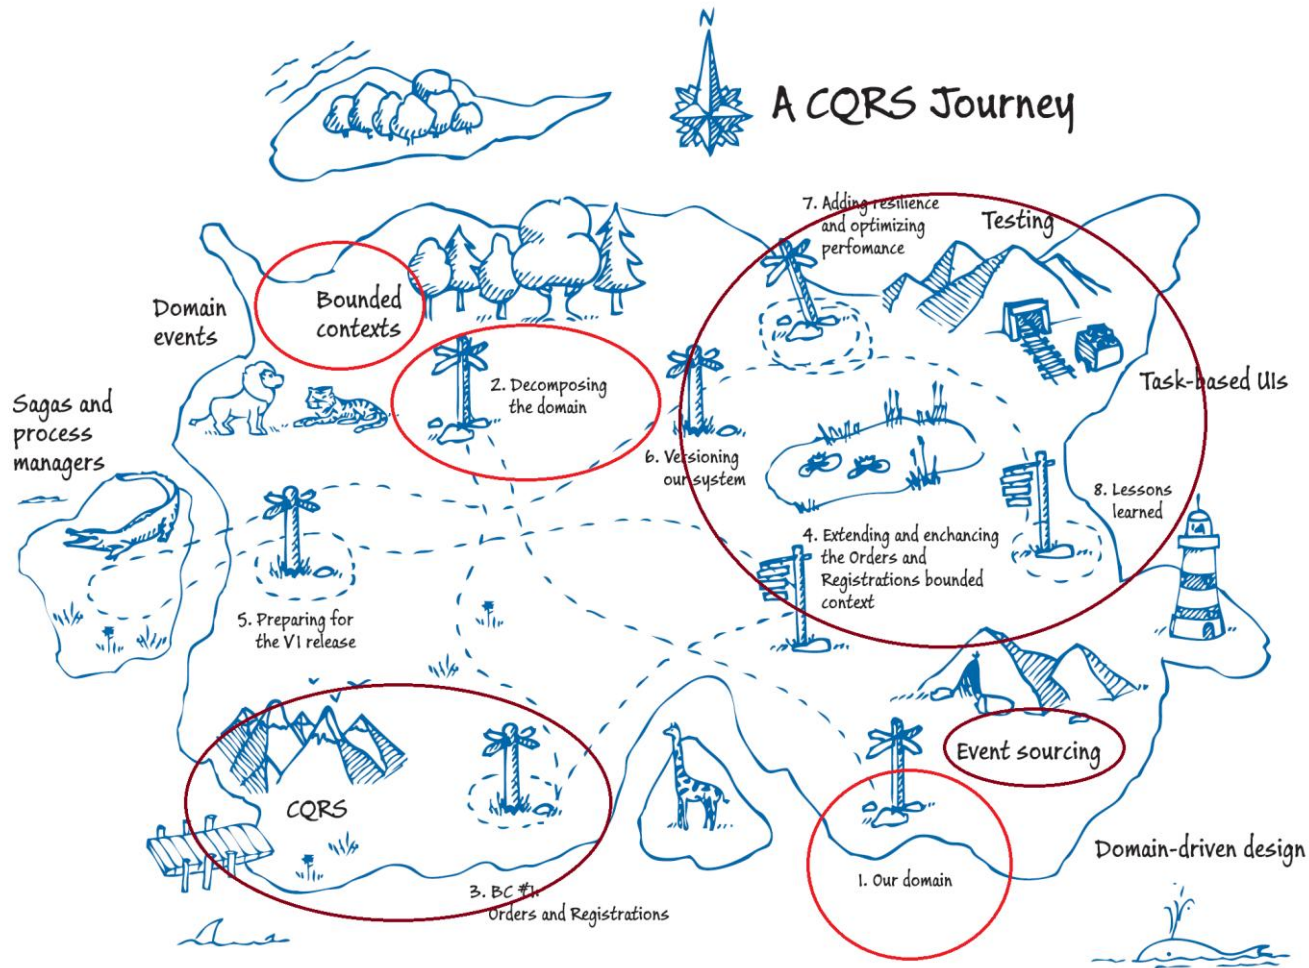 N
A CQRS Journey
7. Adding resilience
and optimizing
perfomance
Testing
Domain
events
Bounded
contexts
2. Decomposing
the domain
Task-based UIs
Sagas and
process
managers
6. Versioning
our system
8. Lessons
learned
4. Extending and enchancing
the Orders and
Registrations bounded
context
5. Preparing for
the V1 release
Event sourcing
CQRS
Domain-driven design
1. Our domain
3. BC #1:
Orders and Registrations